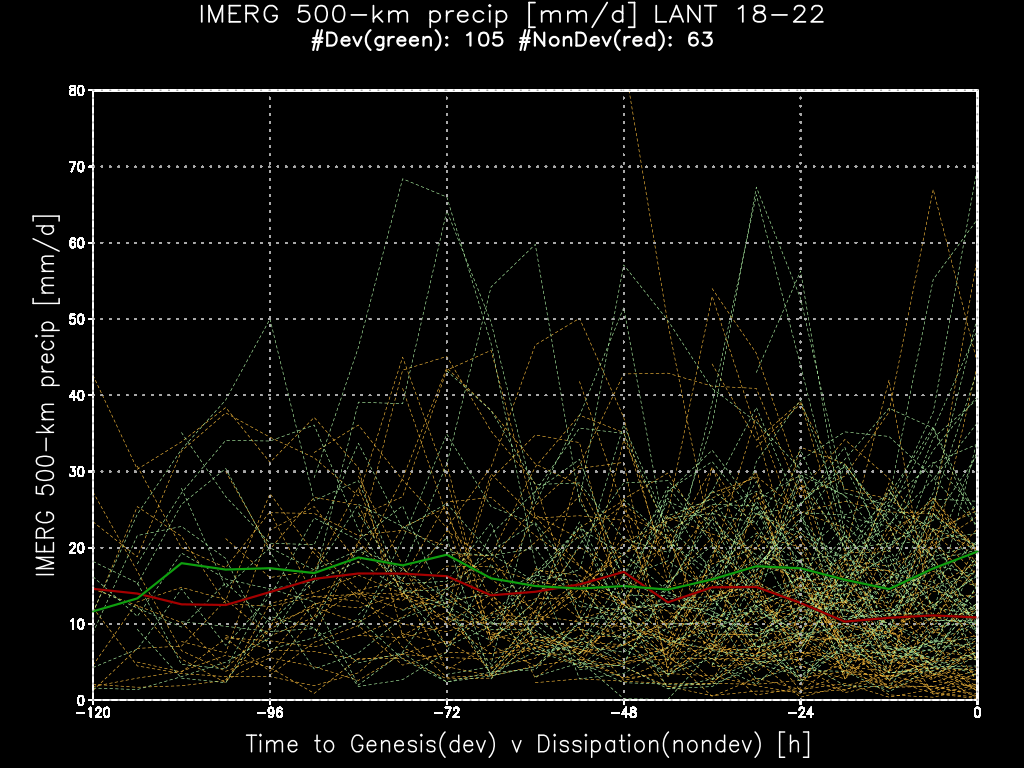 IMERG 500-km precip [mm/d] LANT 18-22
#Dev(green): 105 #NonDev(red): 63
80
70
60
50
40
30
20
10
0
IMERG 500-km precip [mm/d]
-120 -96 -72 -48 -24 0
Time to Genesis(dev) v Dissipation(nondev) [h]